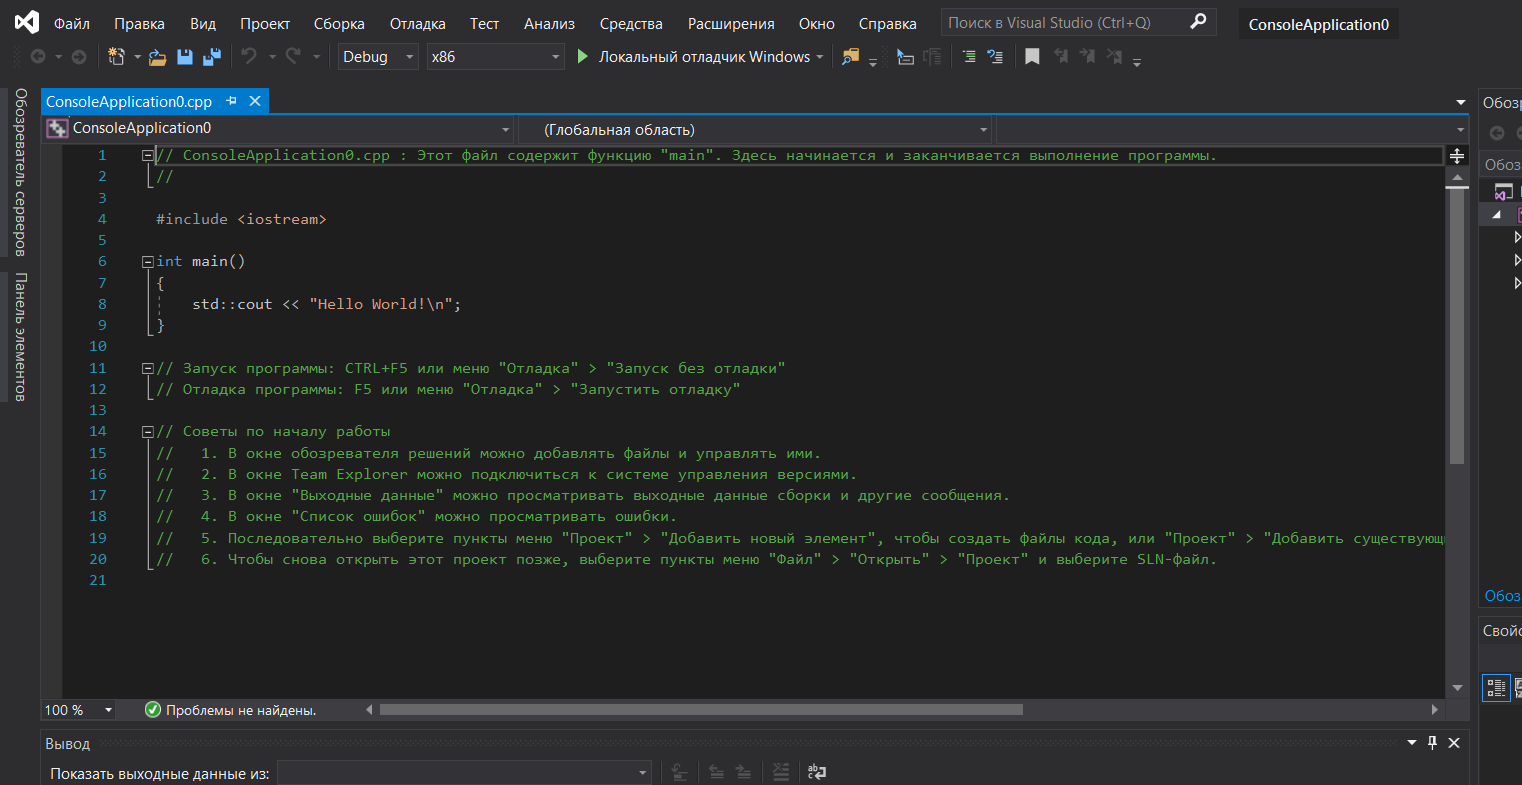 Файл Правка Вид Проект Сборка Отладка Тест Анализ Средства Расширения Окно Справка Поиск в Visual Studio (Ctrl+Q) ConsoleApplication0
Debug x86 Локальный отладчик Windows
Обозреватель серверов
Панель элементов
ConsoleApplication0.cpp
ConsoleApplication0 (Глобальная область)
1 // ConsoleApplication0.cpp : Этот файл содержит функцию "main". Здесь начинается и заканчивается выполнение программы.
2 //
3
4 #include <iostream>
5
6 int main()
7 {
8 std::cout << "Hello World!\n";
9 }
10
11 // Запуск программы: CTRL+F5 или меню "Отладка" > "Запуск без отладки"
12 // Отладка программы: F5 или меню "Отладка" > "Запустить отладку"
13
14 // Советы по началу работы
15 // 1. В окне обозревателя решений можно добавлять файлы и управлять ими.
16 // 2. В окне Team Explorer можно подключиться к системе управления версиями.
17 // 3. В окне "Выходные данные" можно просматривать выходные данные сборки и другие сообщения.
18 // 4. В окне "Список ошибок" можно просматривать ошибки.
19 // 5. Последовательно выберите пункты меню "Проект" > "Добавить новый элемент", чтобы создать файлы кода, или "Проект" > "Добавить существующ
20 // 6. Чтобы снова открыть этот проект позже, выберите пункты меню "Файл" > "Открыть" > "Проект" и выберите SLN-файл.
21
100 % Проблемы не найдены.
Вывод
Показать выходные данные из:
Обозр
Обоз
Обоз
Свойс